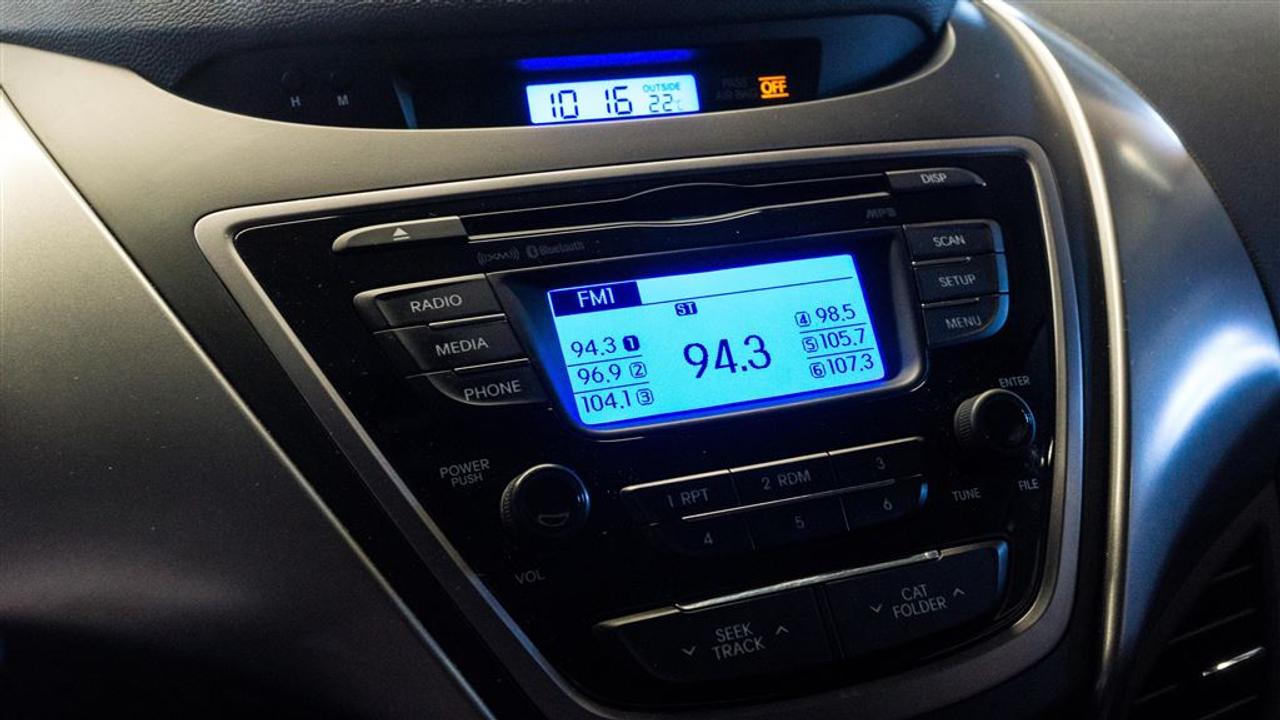 H M
10 16 OUTSIDE 22°C
PASS AIR BAG OFF
DISP
MP3
((XM)) Bluetooth
RADIO
MEDIA
PHONE
FM1
ST
94.3 1
96.9 2
104.1 3
94.3
4 98.5
5 105.7
6 107.3
SCAN
SETUP
MENU
ENTER
POWER
PUSH
VOL
1 RPT 2 RDM 3
4 5 6
TUNE FILE
SEEK
TRACK
CAT
FOLDER